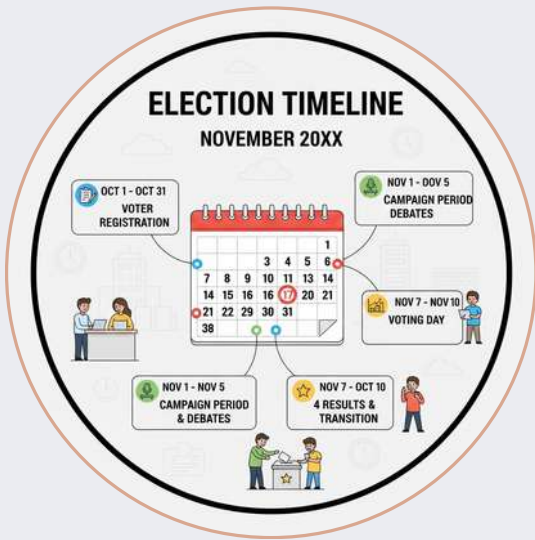 ELECTION TIMELINE
NOVEMBER 20XX
OCT 1 - OCT 31
VOTER
REGISTRATION
NOV 1 - DOV 5
CAMPAIGN PERIOD
DEBATES
1
3 4 5 6
7 8 9 10 11 13 14
14 15 16 16 17 20 21
21 22 29 30 31
38
NOV 7 - NOV 10
VOTING DAY
NOV 1 - NOV 5
CAMPAIGN PERIOD
& DEBATES
NOV 7 - OCT 10
4 RESULTS &
TRANSITION